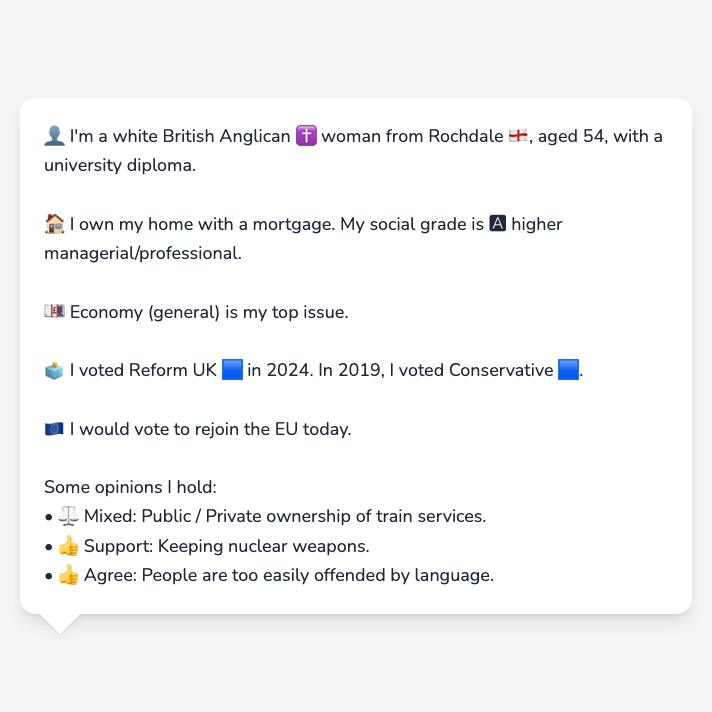 👤 I'm a white British Anglican ✝️ woman from Rochdale 🏴󠁧󠁢󠁥󠁮󠁧󠁿, aged 54, with a
university diploma.
🏠 I own my home with a mortgage. My social grade is 🅰 higher
managerial/professional.
💷 Economy (general) is my top issue.
🗳️ I voted Reform UK 🟦 in 2024. In 2019, I voted Conservative 🟦.
🇪🇺 I would vote to rejoin the EU today.
Some opinions I hold:
• ⚖️ Mixed: Public / Private ownership of train services.
• 👍 Support: Keeping nuclear weapons.
• 👍 Agree: People are too easily offended by language.